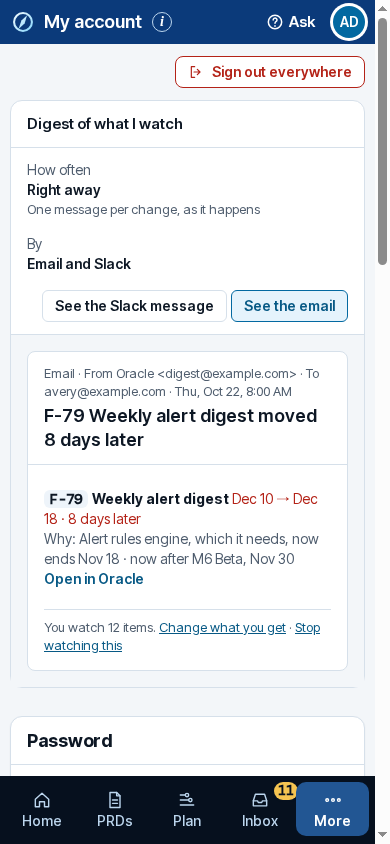 My account
i
Ask
AD
Sign out everywhere
Digest of what I watch
How often
Right away
One message per change, as it happens
By
Email and Slack
See the Slack message
See the email
Email · From Oracle <digest@example.com> · To
avery@example.com · Thu, Oct 22, 8:00 AM
F-79 Weekly alert digest moved
8 days later
F-79 Weekly alert digest Dec 10 → Dec
18 · 8 days later
Why: Alert rules engine, which it needs, now
ends Nov 18 · now after M6 Beta, Nov 30
Open in Oracle
You watch 12 items. Change what you get · Stop
watching this
Password
Home
PRDs
Plan
Inbox
11
More